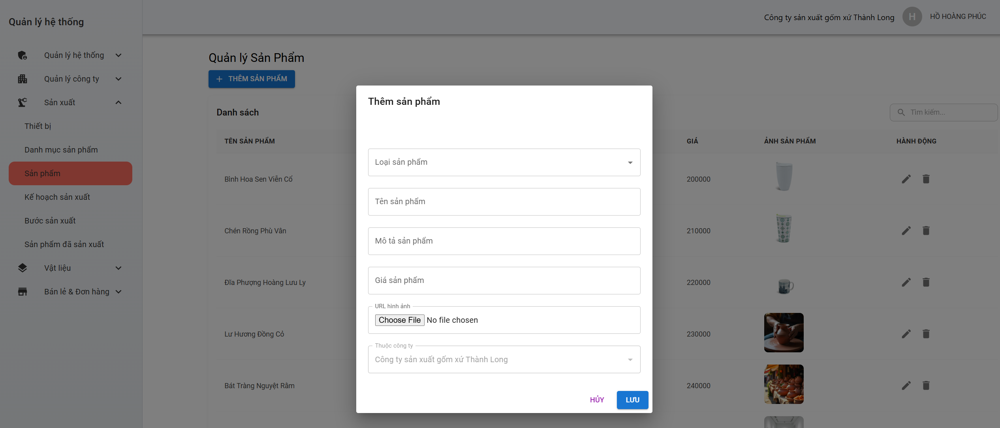 Quản lý hệ thống
Công ty sản xuất gốm xứ Thành Long
H
HỒ HOÀNG PHÚC
Quản lý hệ thống
Quản lý công ty
Sản xuất
Thiết bị
Danh mục sản phẩm
Sản phẩm
Kế hoạch sản xuất
Bước sản xuất
Sản phẩm đã sản xuất
Vật liệu
Bán lẻ & Đơn hàng
Quản lý Sản Phẩm
THÊM SẢN PHẨM
Danh sách
Tìm kiếm...
TÊN SẢN PHẨM
GIÁ
ẢNH SẢN PHẨM
HÀNH ĐỘNG
Bình Hoa Sen Viễn Cổ
200000
Chén Rồng Phù Vân
210000
Đĩa Phượng Hoàng Lưu Ly
220000
Lư Hương Đồng Cỏ
230000
Bát Tràng Nguyệt Rằm
240000
Thêm sản phẩm
Loại sản phẩm
Tên sản phẩm
Mô tả sản phẩm
Giá sản phẩm
URL hình ảnh
Choose File No file chosen
Thuộc công ty
Công ty sản xuất gốm xứ Thành Long
HỦY
LƯU